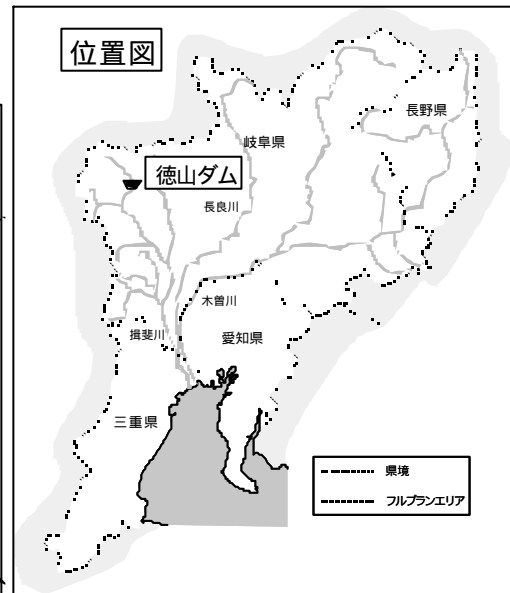 位置図
長野県
岐阜県
徳山ダム
長良川
木曽川
揖斐川
愛知県
三重県
県境
フルプランエリア